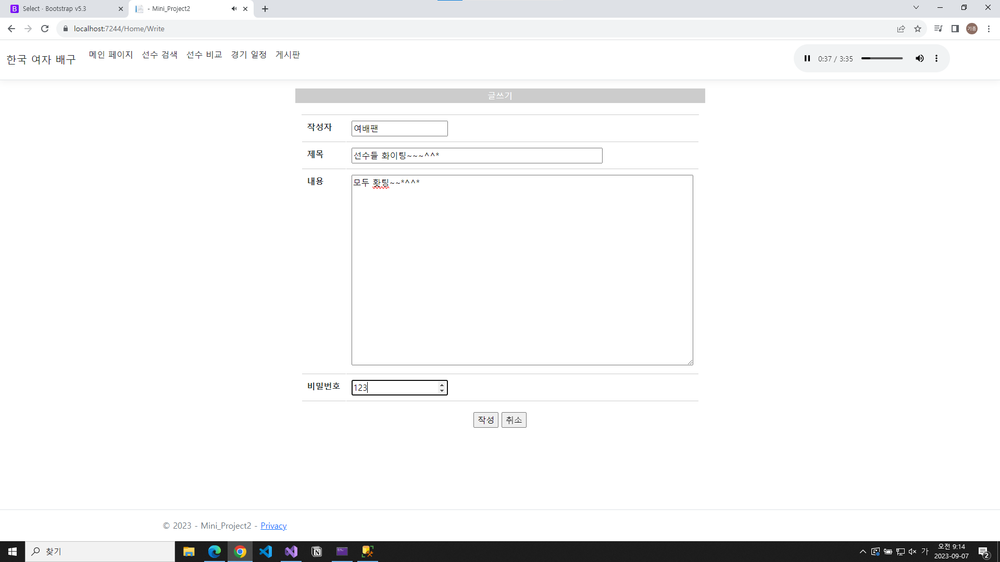 Select · Bootstrap v5.3
- Mini_Project2
localhost:7244/Home/Write
기종
한국 여자 배구
메인 페이지 선수 검색 선수 비교 경기 일정 게시판
0:37 / 3:35
글쓰기
작성자 여배팬
제목 선수들 화이팅~~~^^*
내용 모두 홧팅~~*^^*
비밀번호 123
작성 취소
© 2023 - Mini_Project2 - Privacy
찾기
가
오전 9:14
2023-09-07
2